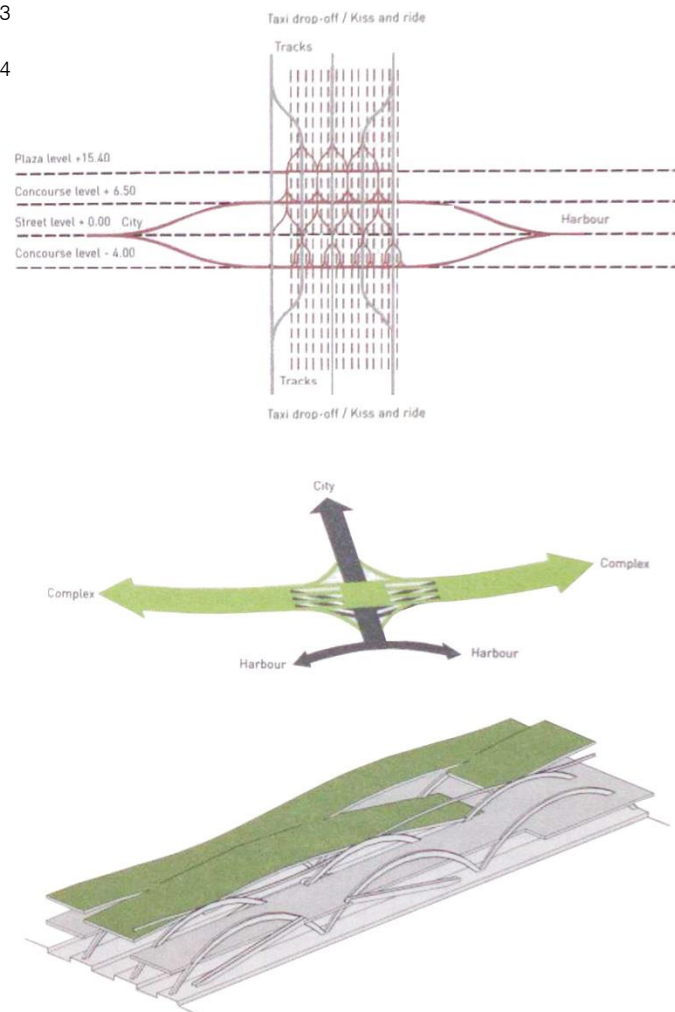 3
4
Taxi drop-off / Kiss and ride
Tracks
Plaza level +15.40
Concourse level + 6.50
Street level + 0.00 City
Harbour
Concourse level - 4.00
Tracks
Taxi drop-off / Kiss and ride
City
Complex
Complex
Harbour
Harbour